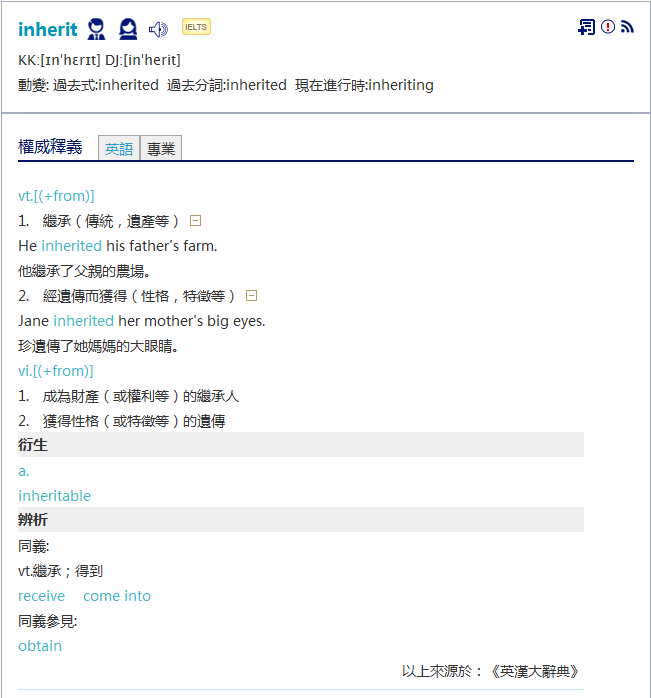 inherit IELTS
KK:[ɪnˈhɛrɪt] DJ:[inˈherit]
動變: 過去式:inherited 過去分詞:inherited 現在進行時:inheriting
權威釋義 英語 專業
vt.[(+from)]
1. 繼承（傳統，遺產等）
He inherited his father's farm.
他繼承了父親的農場。
2. 經遺傳而獲得（性格，特徵等）
Jane inherited her mother's big eyes.
珍遺傳了她媽媽的大眼睛。
vi.[(+from)]
1. 成為財產（或權利等）的繼承人
2. 獲得性格（或特徵等）的遺傳
衍生
a.
inheritable
辨析
同義:
vt.繼承；得到
receive come into
同義參見:
obtain
以上來源於：《英漢大辭典》